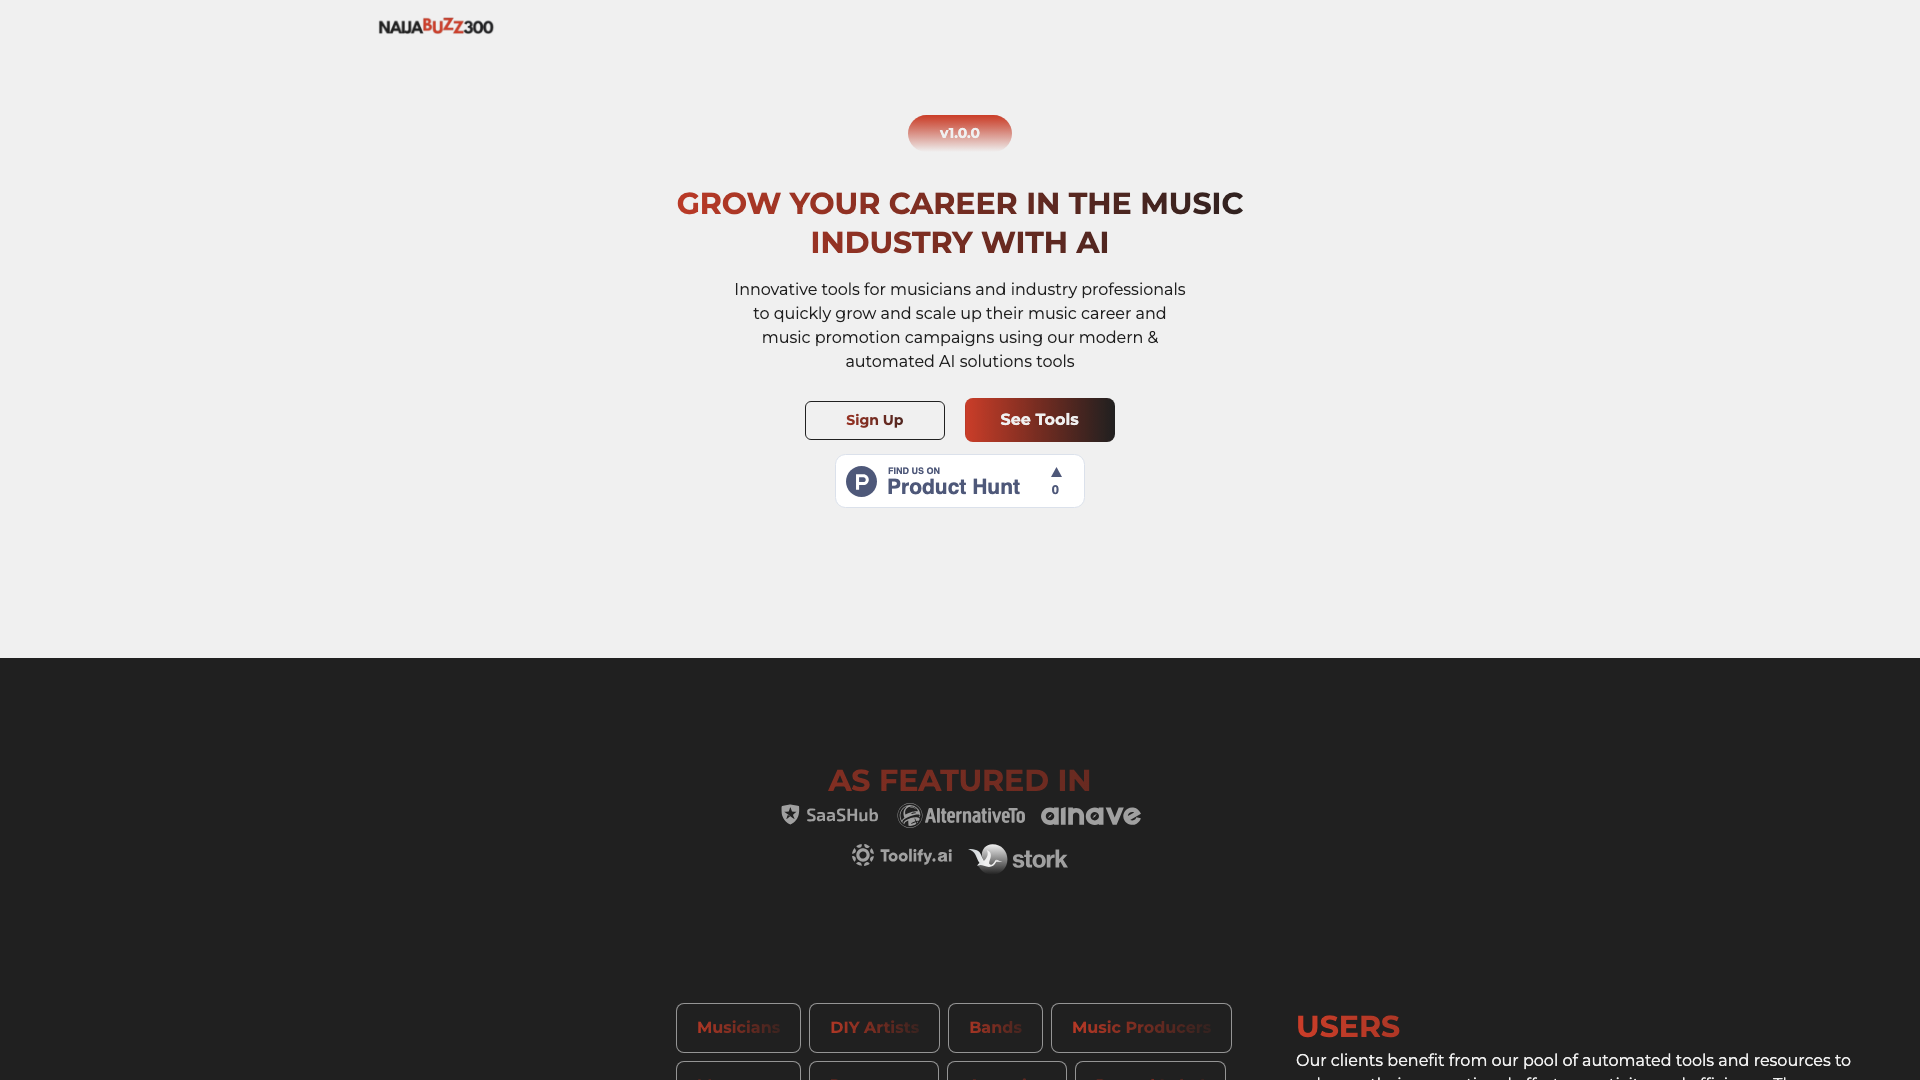 NAIJABUZZ300
v1.0.0
GROW YOUR CAREER IN THE MUSIC
INDUSTRY WITH AI
Innovative tools for musicians and industry professionals
to quickly grow and scale up their music career and
music promotion campaigns using our modern &
automated AI solutions tools
Sign Up
See Tools
FIND US ON
Product Hunt
0
AS FEATURED IN
SaaSHub
AlternativeTo
ainave
Toolify.ai
stork
Musicians
DIY Artists
Bands
Music Producers
USERS
Our clients benefit from our pool of automated tools and resources to